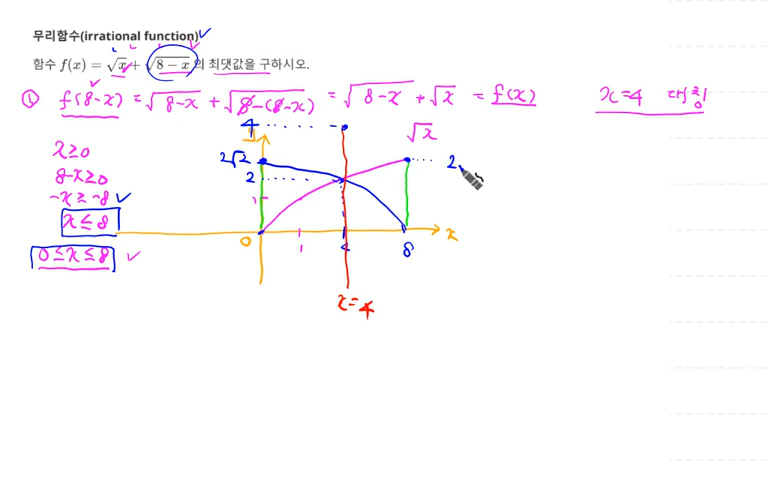 무리함수(irrational function)
함수 f(x) = √x + √(8 − x) 의 최댓값을 구하시오.
① f(8-x) = √(8-x) + √(8-(8-x)) = √(8-x) + √x = f(x) x=4 대칭
4
y
√x
x≥0
2√2
2
8-x≥0
2
-x≥-8
1
x≤8
0
x
0≤x≤8
1
4
8
x=4